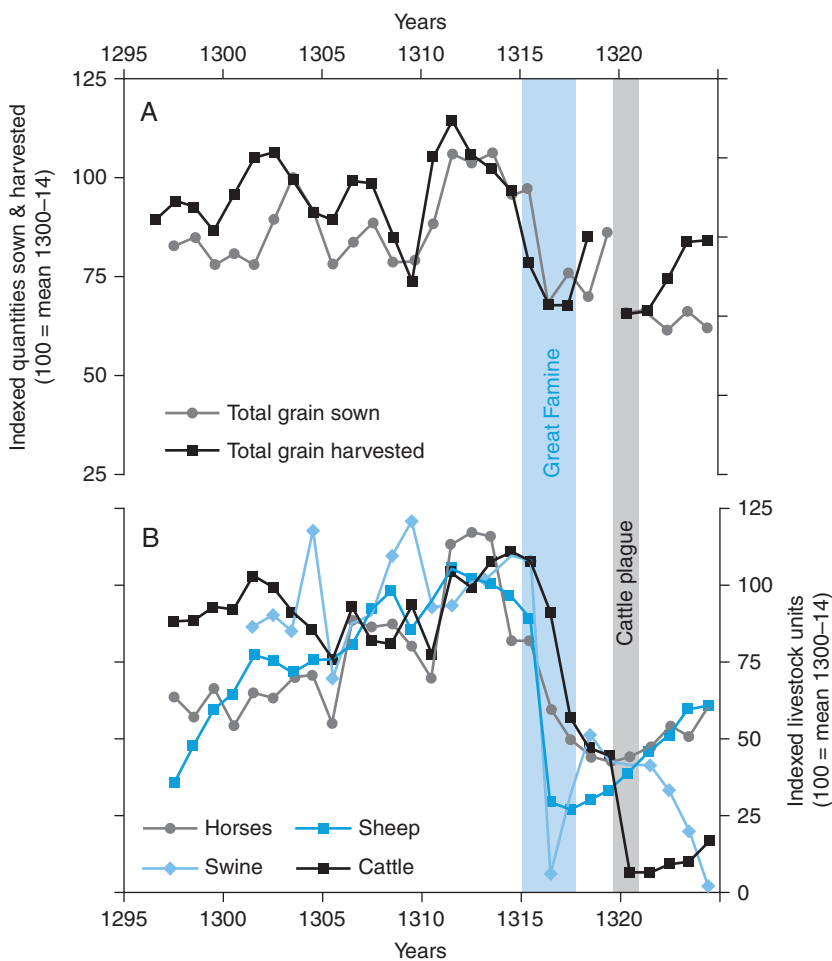 Years
1295 1300 1305 1310 1315 1320
125
100
75
50
25
Indexed quantities sown & harvested
(100 = mean 1300–14)
A
Total grain sown
Total grain harvested
Great Famine
Cattle plague
B
125
100
75
50
25
0
Indexed livestock units
(100 = mean 1300–14)
Horses Sheep
Swine Cattle
1295 1300 1305 1310 1315 1320
Years